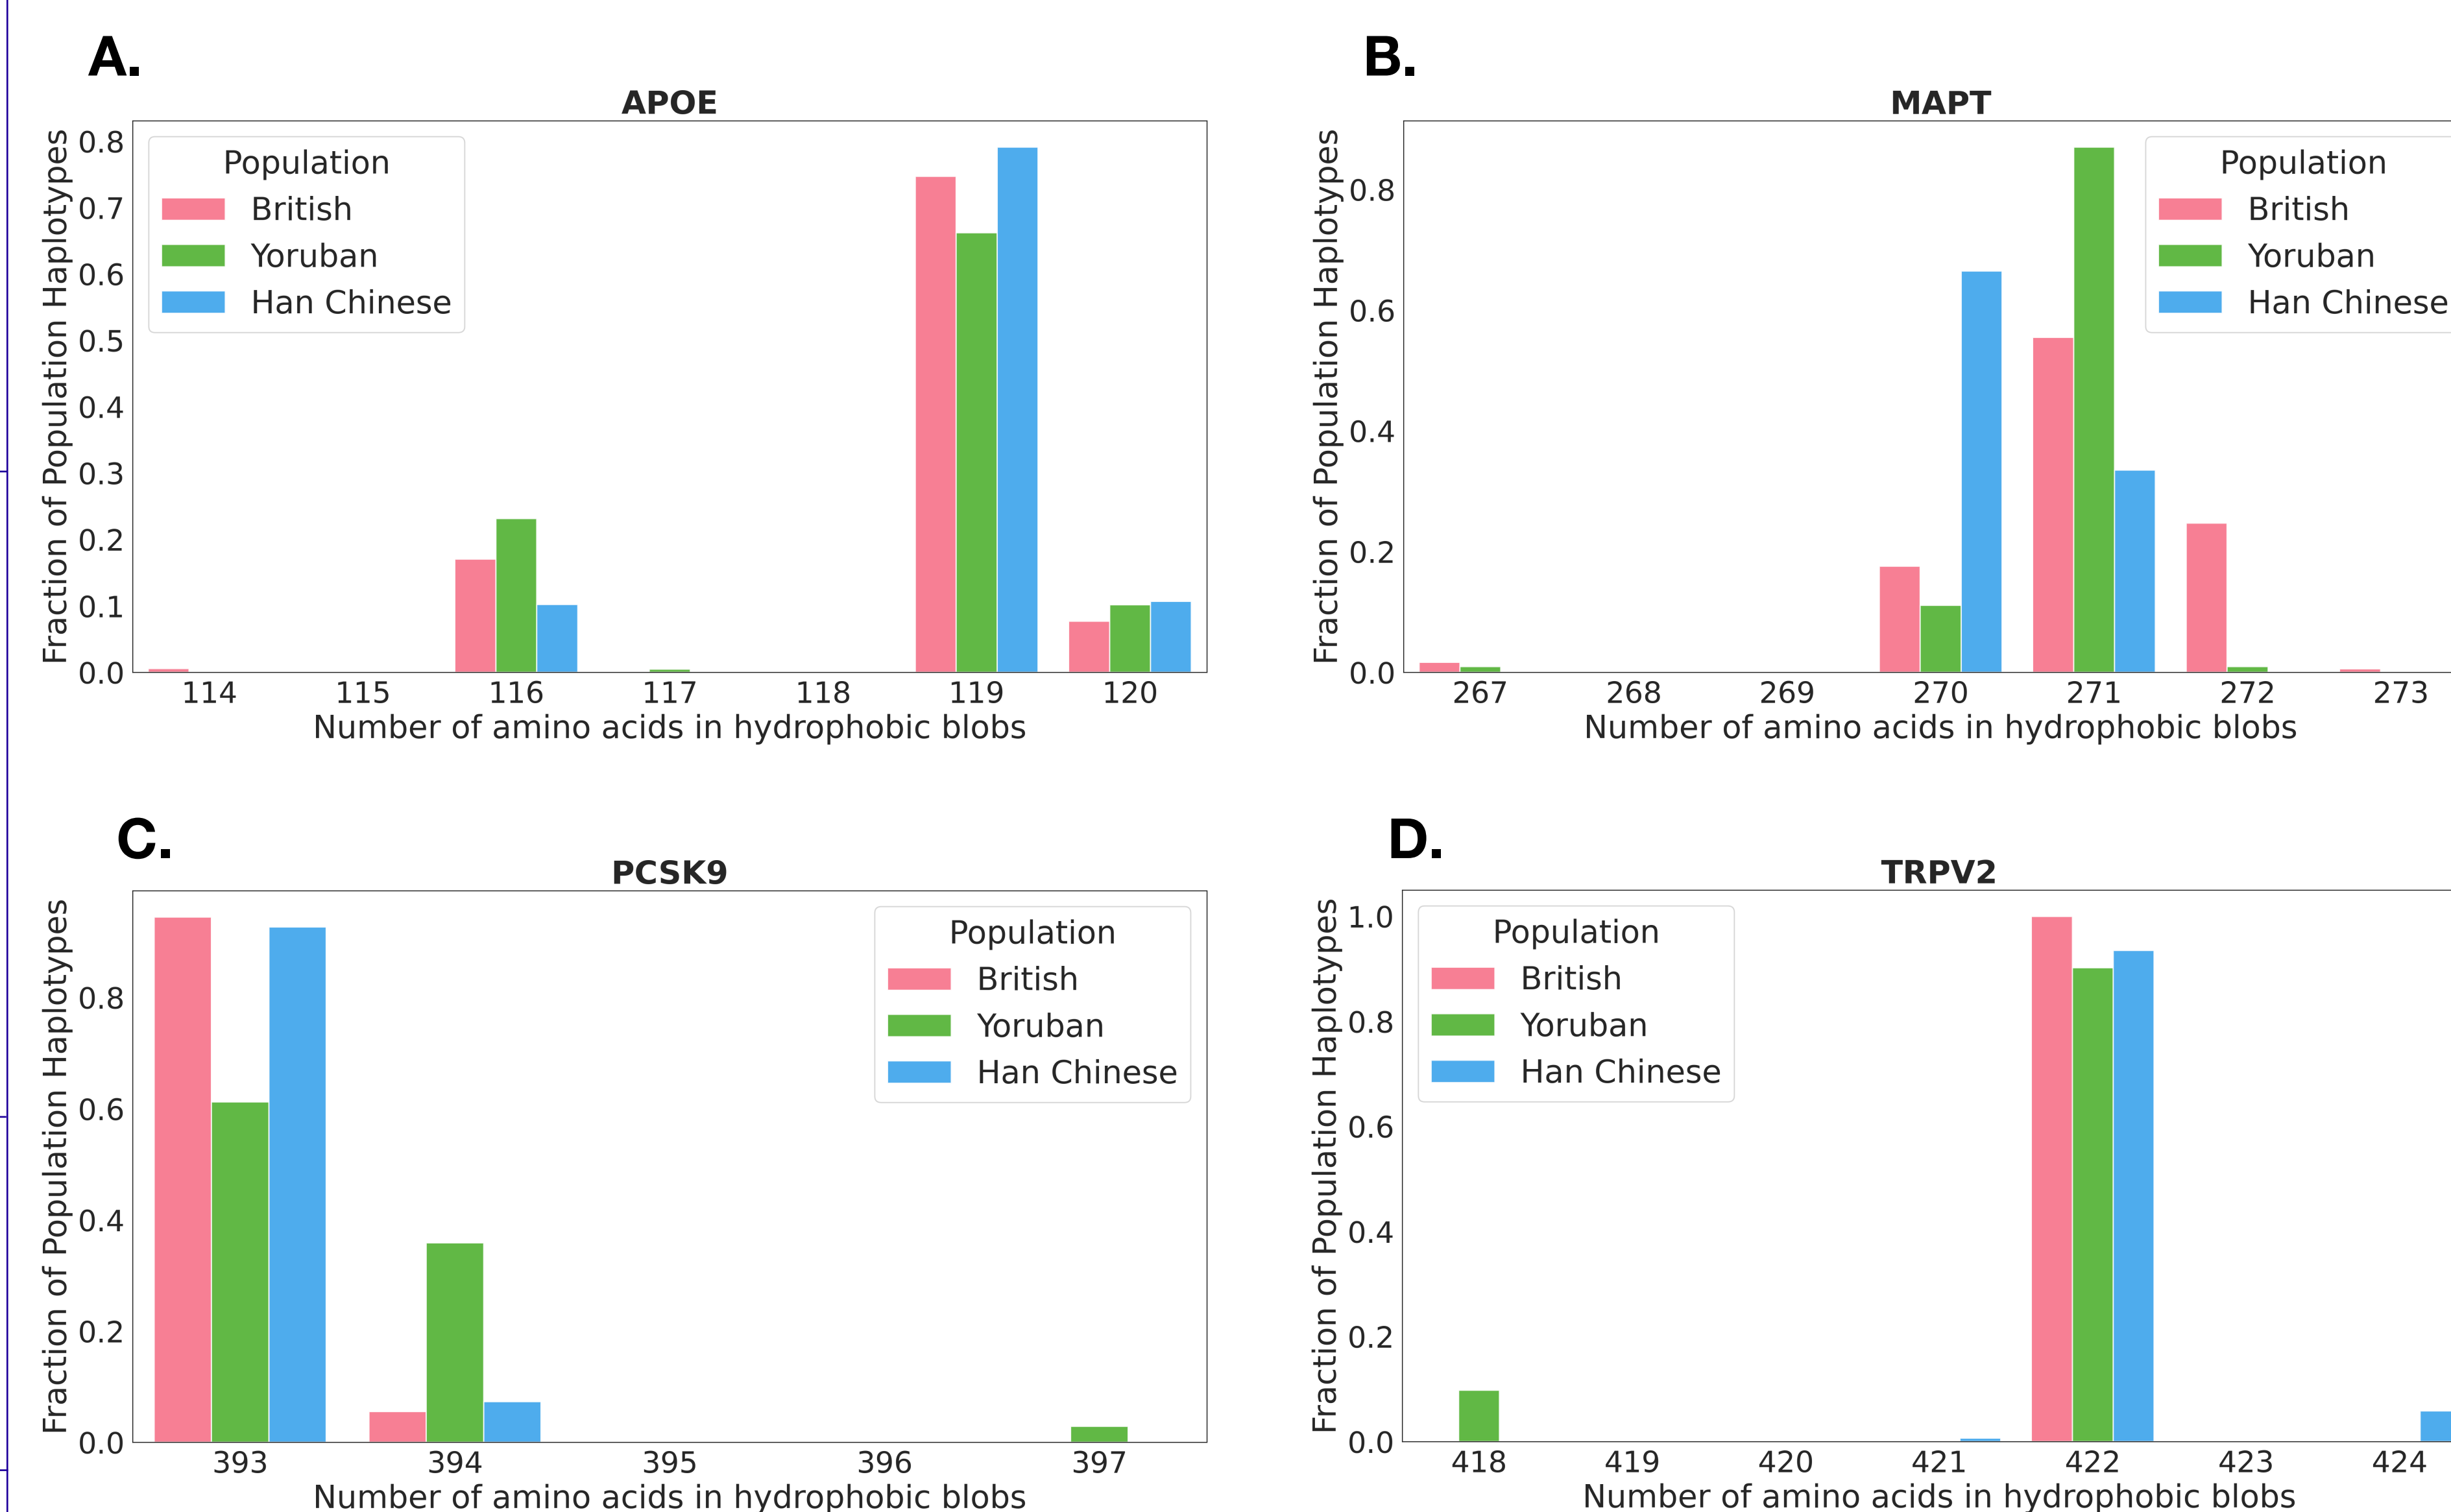 A.
APOE
Fraction of Population Haplotypes
0.8
0.7
0.6
0.5
0.4
0.3
0.2
0.1
0.0
Population
British
Yoruban
Han Chinese
114 115 116 117 118 119 120
Number of amino acids in hydrophobic blobs
B.
MAPT
Fraction of Population Haplotypes
0.8
0.6
0.4
0.2
0.0
Population
British
Yoruban
Han Chinese
267 268 269 270 271 272 273
Number of amino acids in hydrophobic blobs
C.
PCSK9
Fraction of Population Haplotypes
0.8
0.6
0.4
0.2
0.0
Population
British
Yoruban
Han Chinese
393 394 395 396 397
Number of amino acids in hydrophobic blobs
D.
TRPV2
Fraction of Population Haplotypes
1.0
0.8
0.6
0.4
0.2
0.0
Population
British
Yoruban
Han Chinese
418 419 420 421 422 423 424
Number of amino acids in hydrophobic blobs